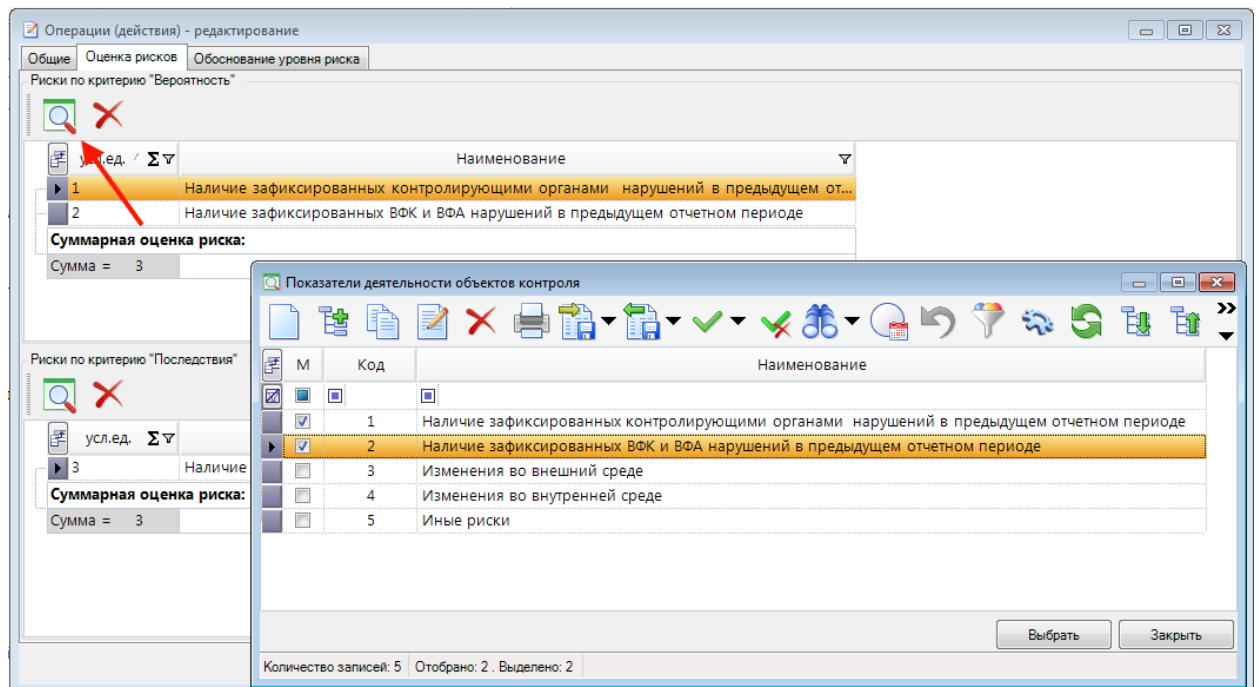 Операции (действия) - редактирование
Общие Оценка рисков Обоснование уровня риска
Риски по критерию "Вероятность"
усл.ед. Σ Наименование
1 Наличие зафиксированных контролирующими органами нарушений в предыдущем от...
2 Наличие зафиксированных ВФК и ВФА нарушений в предыдущем отчетном периоде
Суммарная оценка риска:
Сумма = 3
Риски по критерию "Последствия"
усл.ед. Σ
3 Наличие
Суммарная оценка риска:
Сумма = 3
Показатели деятельности объектов контроля
М Код Наименование
1 Наличие зафиксированных контролирующими органами нарушений в предыдущем отчетном периоде
2 Наличие зафиксированных ВФК и ВФА нарушений в предыдущем отчетном периоде
3 Изменения во внешний среде
4 Изменения во внутренней среде
5 Иные риски
Выбрать Закрыть
Количество записей: 5 Отобрано: 2 . Выделено: 2